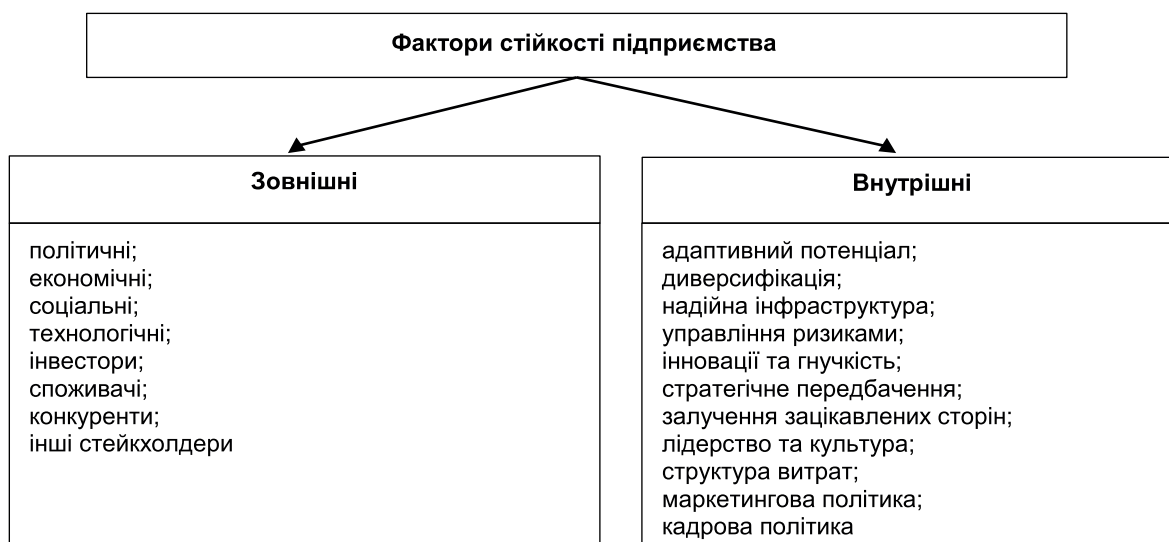 Фактори стійкості підприємства
Зовнішні
політичні;
економічні;
соціальні;
технологічні;
інвестори;
споживачі;
конкуренти;
інші стейкхолдери
Внутрішні
адаптивний потенціал;
диверсифікація;
надійна інфраструктура;
управління ризиками;
інновації та гнучкість;
стратегічне передбачення;
залучення зацікавлених сторін;
лідерство та культура;
структура витрат;
маркетингова політика;
кадрова політика